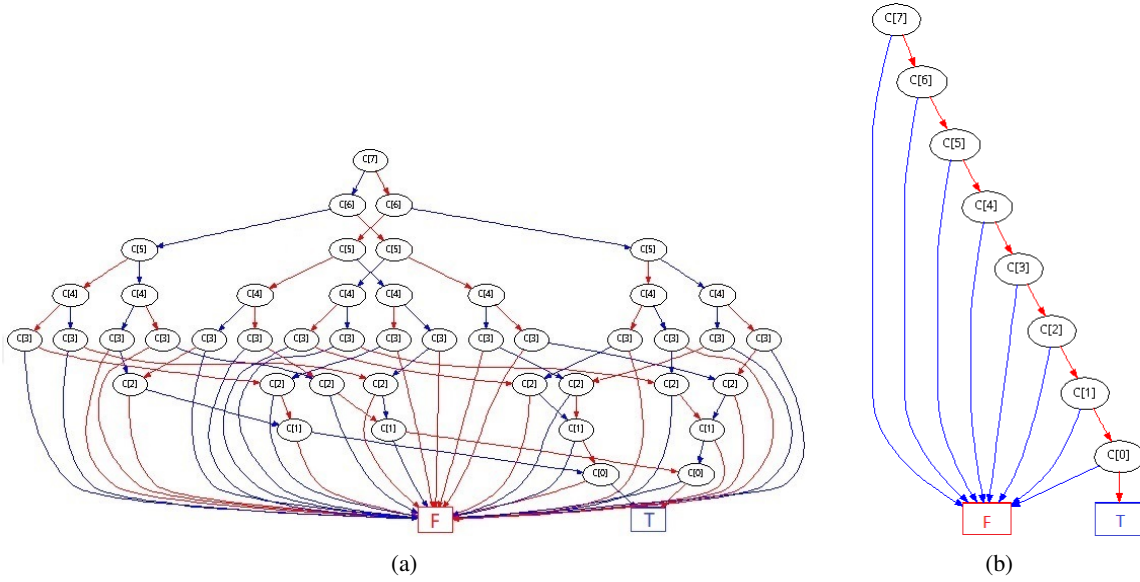 C[7]
C[6] C[6]
C[5] C[5] C[5] C[5]
C[4] C[4] C[4] C[4] C[4] C[4] C[4] C[4]
C[3] C[3] C[3] C[3] C[3] C[3] C[3] C[3] C[3] C[3] C[3] C[3] C[3] C[3] C[3] C[3]
C[2] C[2] C[2] C[2] C[2] C[2] C[2] C[2]
C[1] C[1] C[1] C[1]
C[0] C[0]
F T
(a)
C[7]
C[6]
C[5]
C[4]
C[3]
C[2]
C[1]
C[0]
F T
(b)